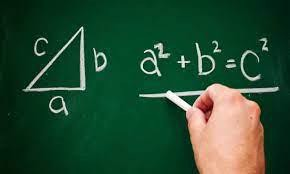 c b a² + b² = c²
a